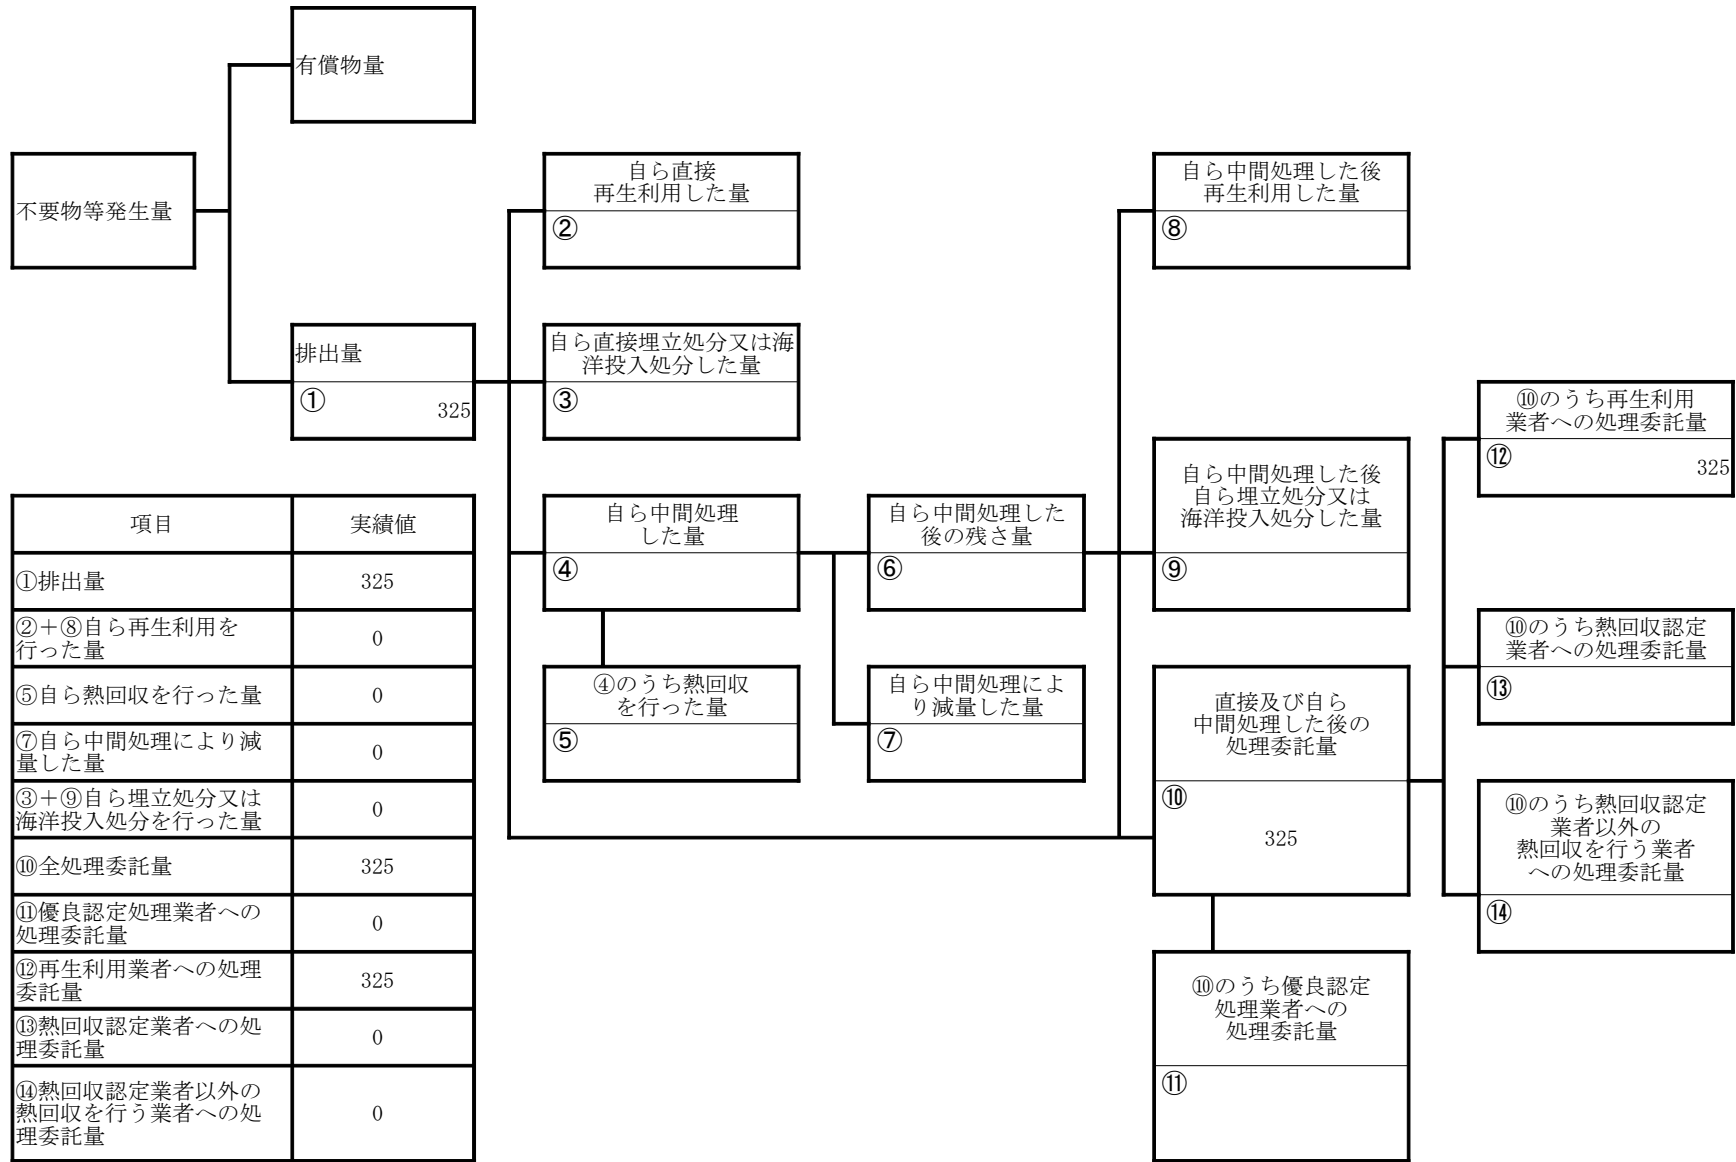 有償物量
不要物等発生量
自ら直接
再生利用した量
②
自ら中間処理した後
再生利用した量
⑧
排出量
①
325
自ら直接埋立処分又は海
洋投入処分した量
③
⑩のうち再生利用
業者への処理委託量
⑫
325
自ら中間処理
した量
④
自ら中間処理した
後の残さ量
⑥
自ら中間処理した後
自ら埋立処分又は
海洋投入処分した量
⑨
⑩のうち熱回収認定
業者への処理委託量
⑬
④のうち熱回収
を行った量
⑤
自ら中間処理によ
り減量した量
⑦
直接及び自ら
中間処理した後の
処理委託量
⑩
325
⑩のうち熱回収認定
業者以外の
熱回収を行う業者
への処理委託量
⑭
⑩のうち優良認定
処理業者への
処理委託量
⑪
項目 実績値
①排出量 325
②+⑧自ら再生利用を
行った量 0
⑤自ら熱回収を行った量 0
⑦自ら中間処理により減
量した量 0
③+⑨自ら埋立処分又は
海洋投入処分を行った量 0
⑩全処理委託量 325
⑪優良認定処理業者への
処理委託量 0
⑫再生利用業者への処理
委託量 325
⑬熱回収認定業者への処
理委託量 0
⑭熱回収認定業者以外の
熱回収を行う業者への処
理委託量 0